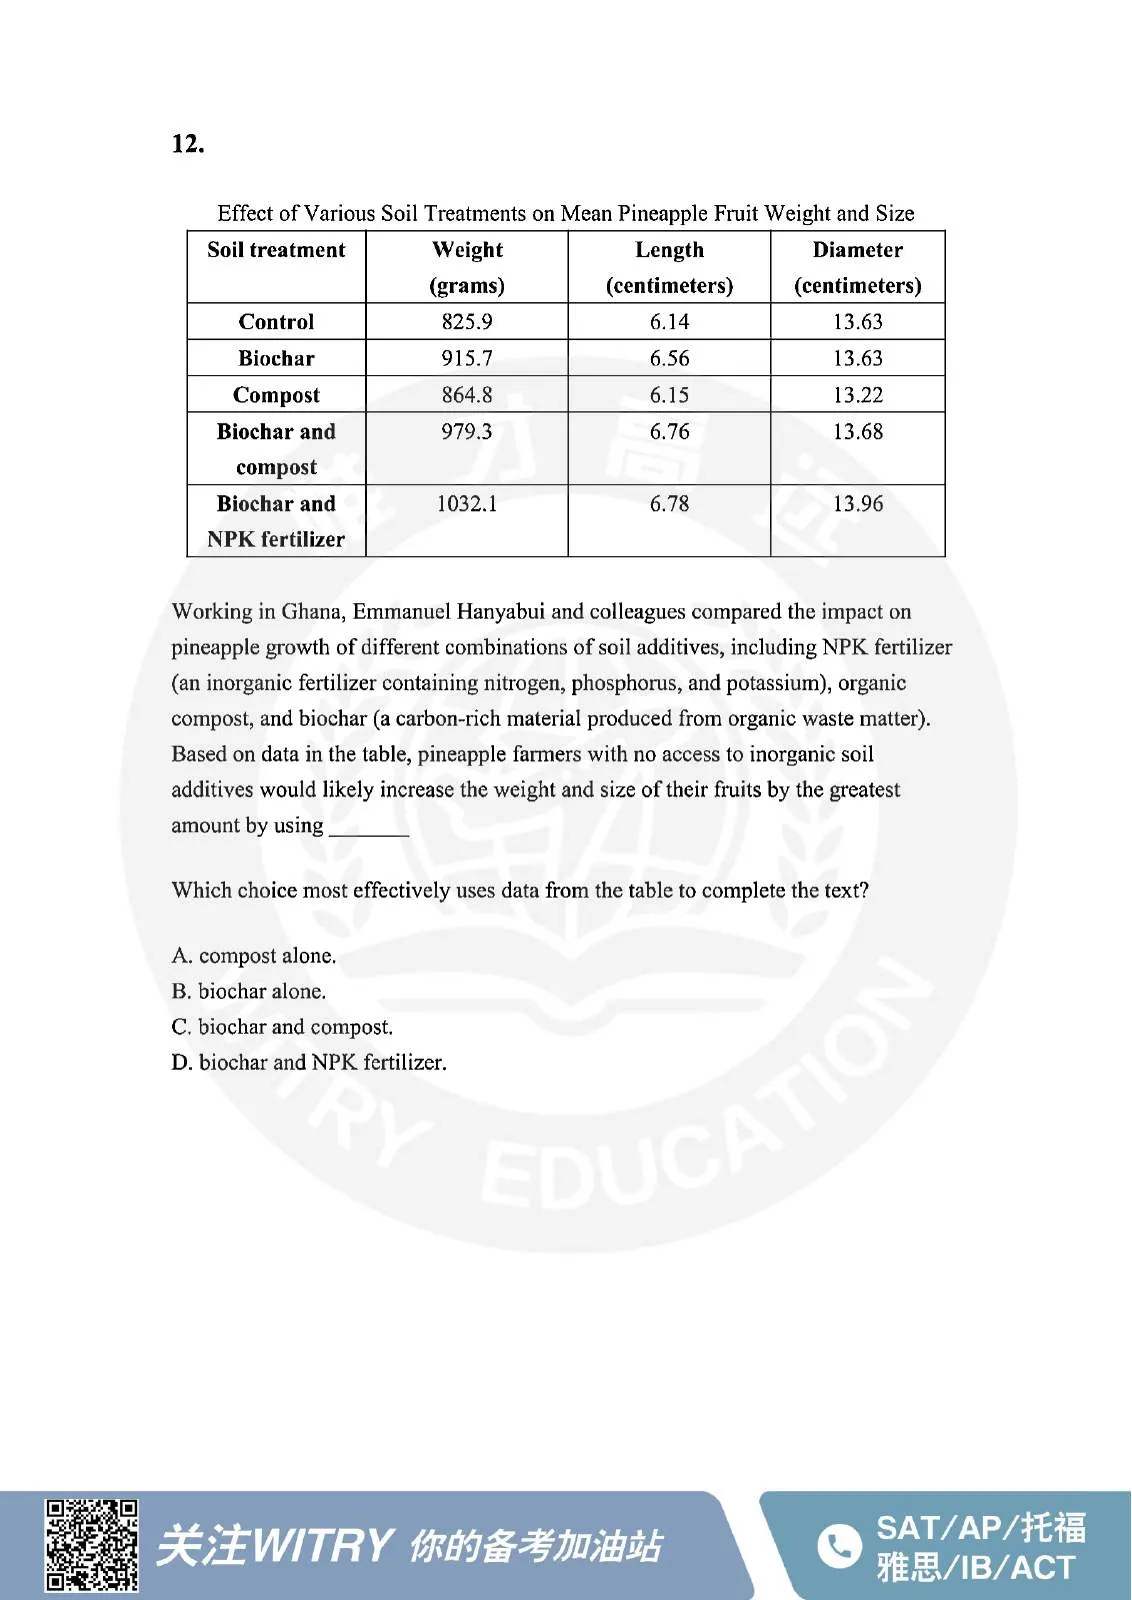 12.
Effect of Various Soil Treatments on Mean Pineapple Fruit Weight and Size
Soil treatment Weight (grams) Length (centimeters) Diameter (centimeters)
Control 825.9 6.14 13.63
Biochar 915.7 6.56 13.63
Compost 864.8 6.15 13.22
Biochar and compost 979.3 6.76 13.68
Biochar and NPK fertilizer 1032.1 6.78 13.96
Working in Ghana, Emmanuel Hanyabui and colleagues compared the impact on
pineapple growth of different combinations of soil additives, including NPK fertilizer
(an inorganic fertilizer containing nitrogen, phosphorus, and potassium), organic
compost, and biochar (a carbon-rich material produced from organic waste matter).
Based on data in the table, pineapple farmers with no access to inorganic soil
additives would likely increase the weight and size of their fruits by the greatest
amount by using _______
Which choice most effectively uses data from the table to complete the text?
A. compost alone.
B. biochar alone.
C. biochar and compost.
D. biochar and NPK fertilizer.
WITRY EDUCATION
关注WITRY 你的备考加油站
SAT/AP/托福
雅思/IB/ACT